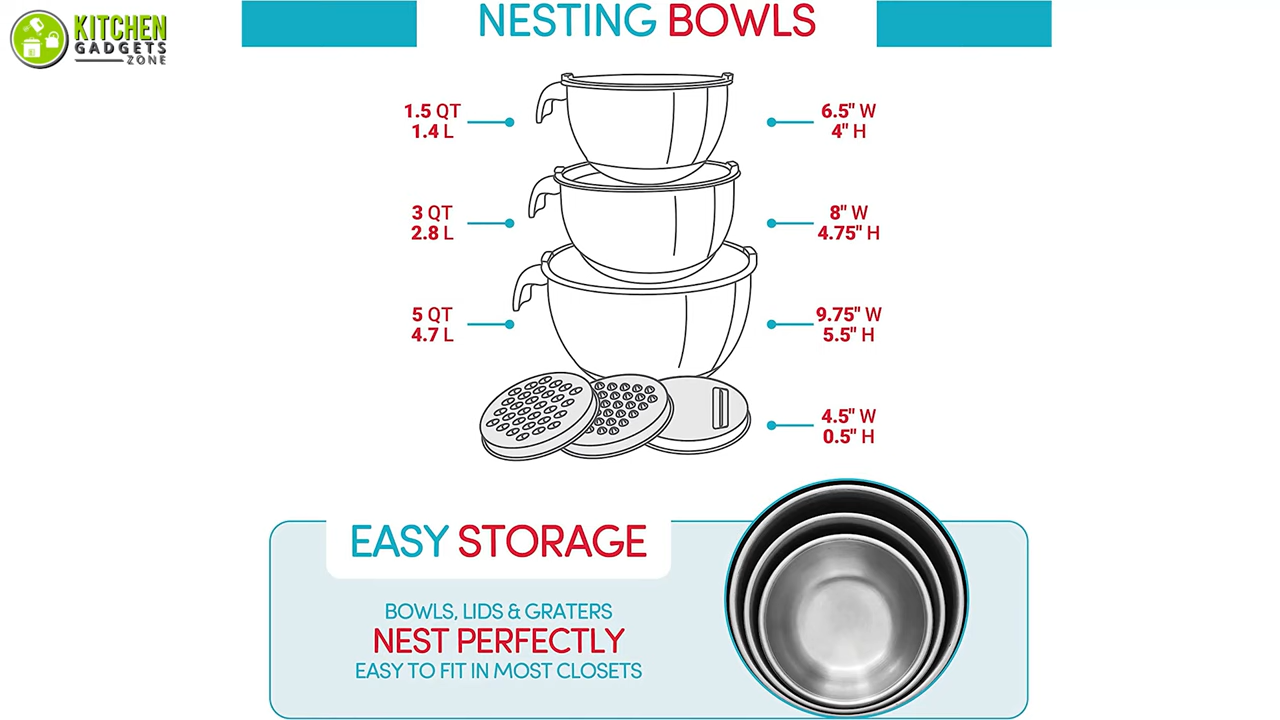 KITCHEN
GADGETS
ZONE
NESTING BOWLS
1.5 QT
1.4 L
6.5" W
4" H
3 QT
2.8 L
8" W
4.75" H
5 QT
4.7 L
9.75" W
5.5" H
4.5" W
0.5" H
EASY STORAGE
BOWLS, LIDS & GRATERS
NEST PERFECTLY
EASY TO FIT IN MOST CLOSETS